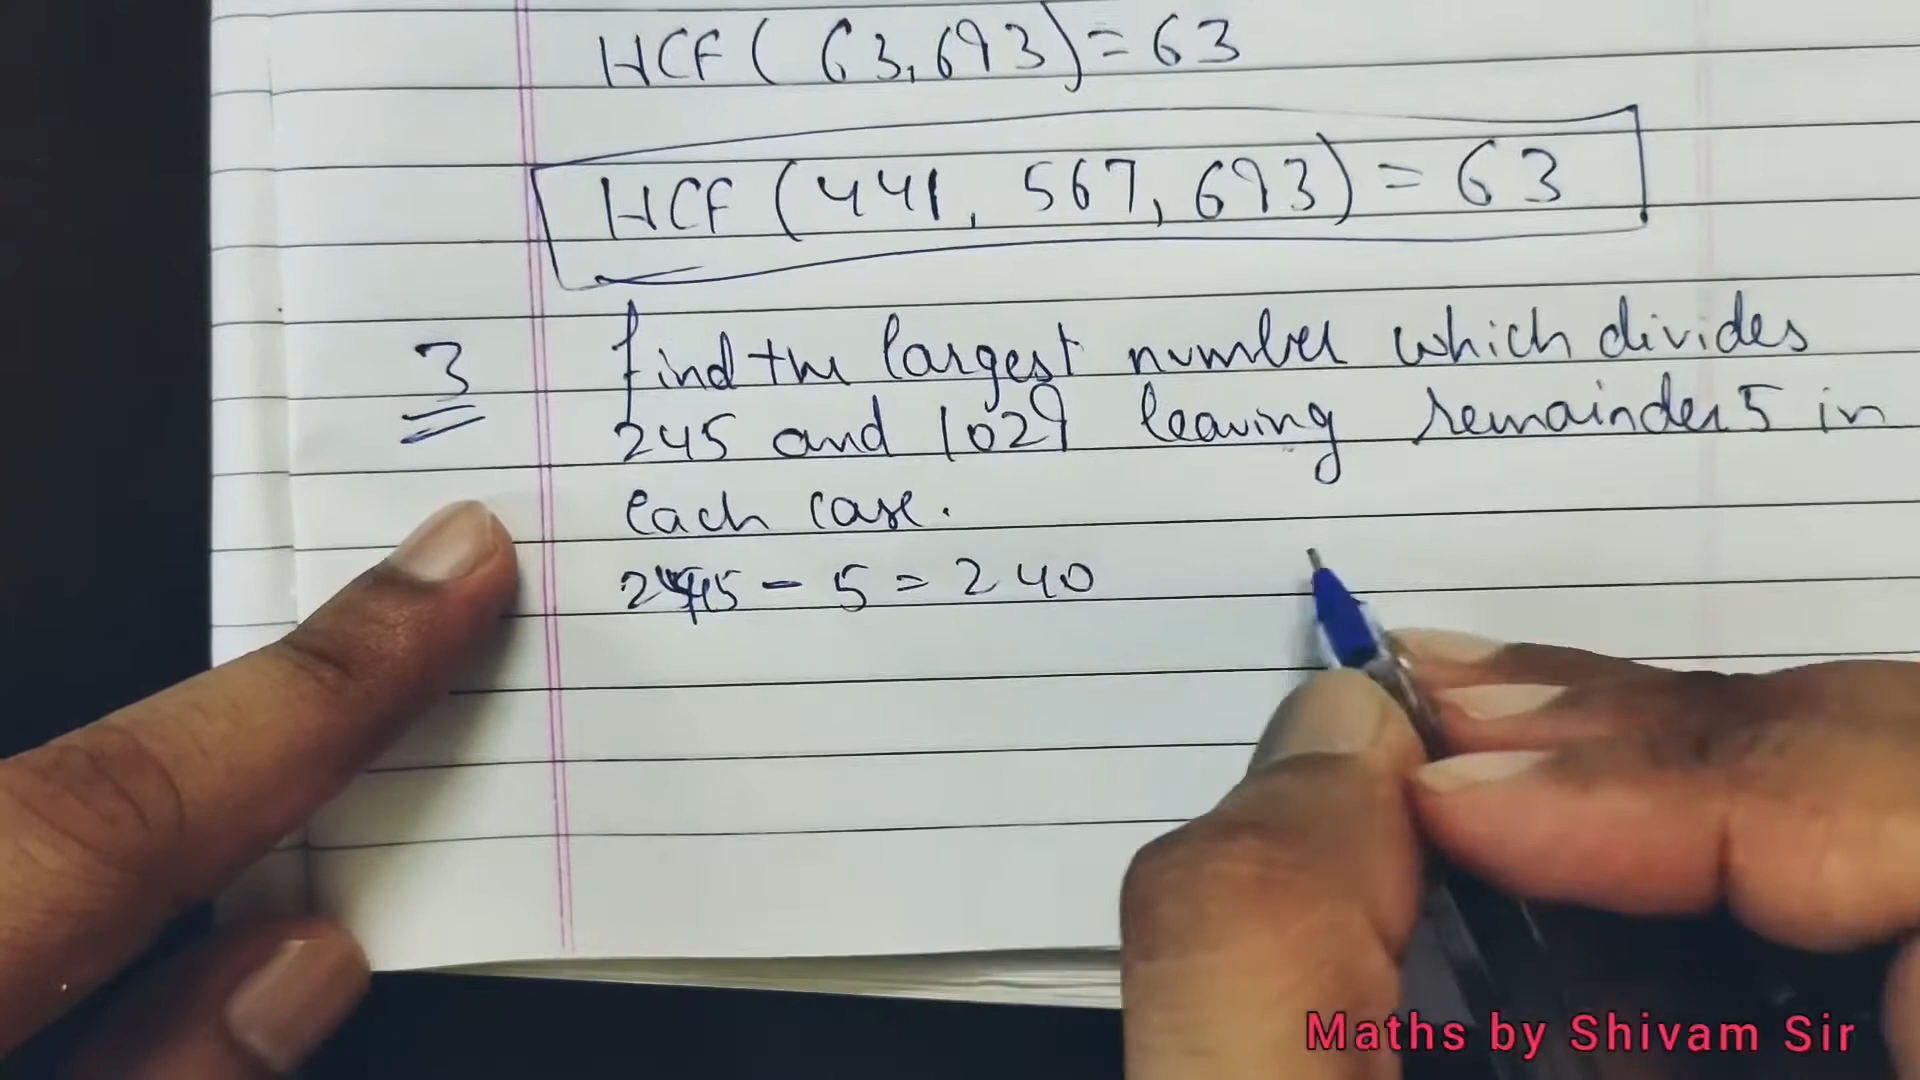 HCF ( 63, 693) = 63
HCF (441, 567, 693) = 63
3 find the largest number which divides
245 and 1029 leaving remainder 5 in
each case.
245 - 5 = 240
Maths by Shivam Sir